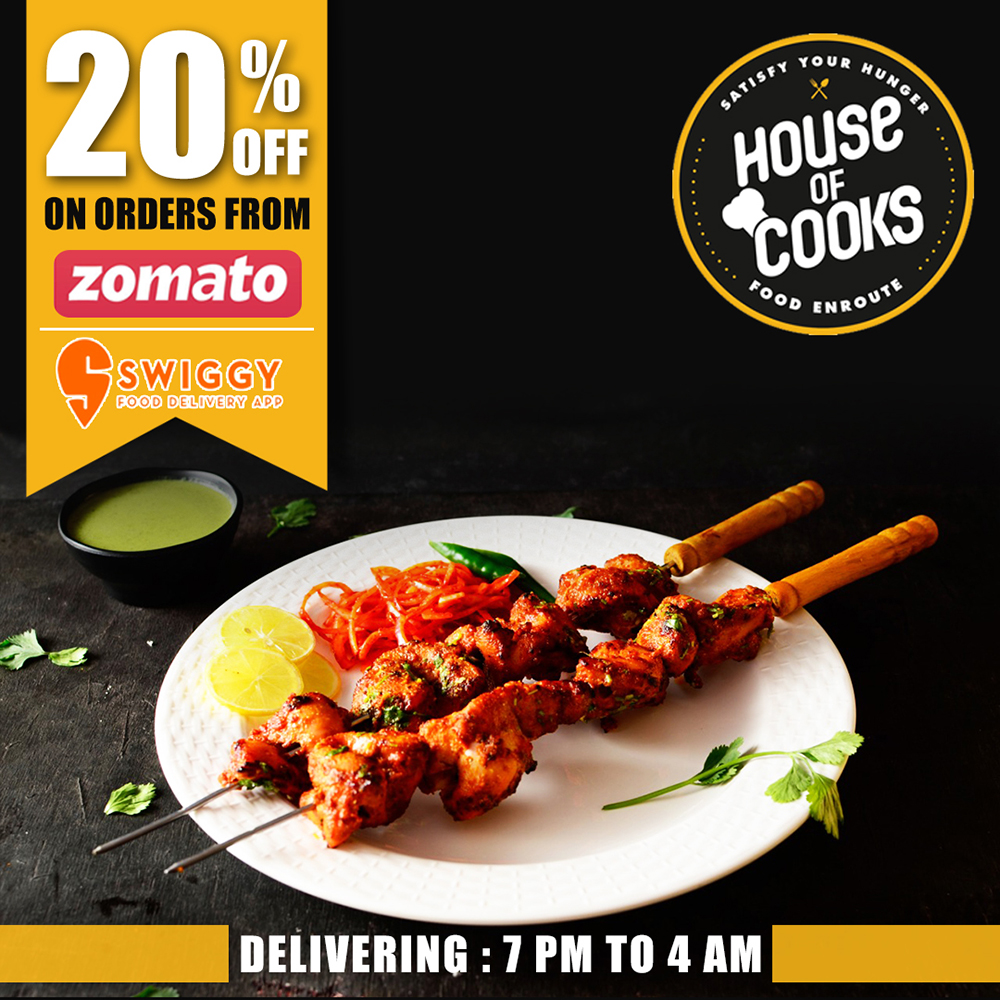 20%
OFF
ON ORDERS FROM
zomato
SWIGGY
FOOD DELIVERY APP
SATISFY YOUR HUNGER
HOUSE
OF
COOKS
FOOD ENROUTE
DELIVERING : 7 PM TO 4 AM